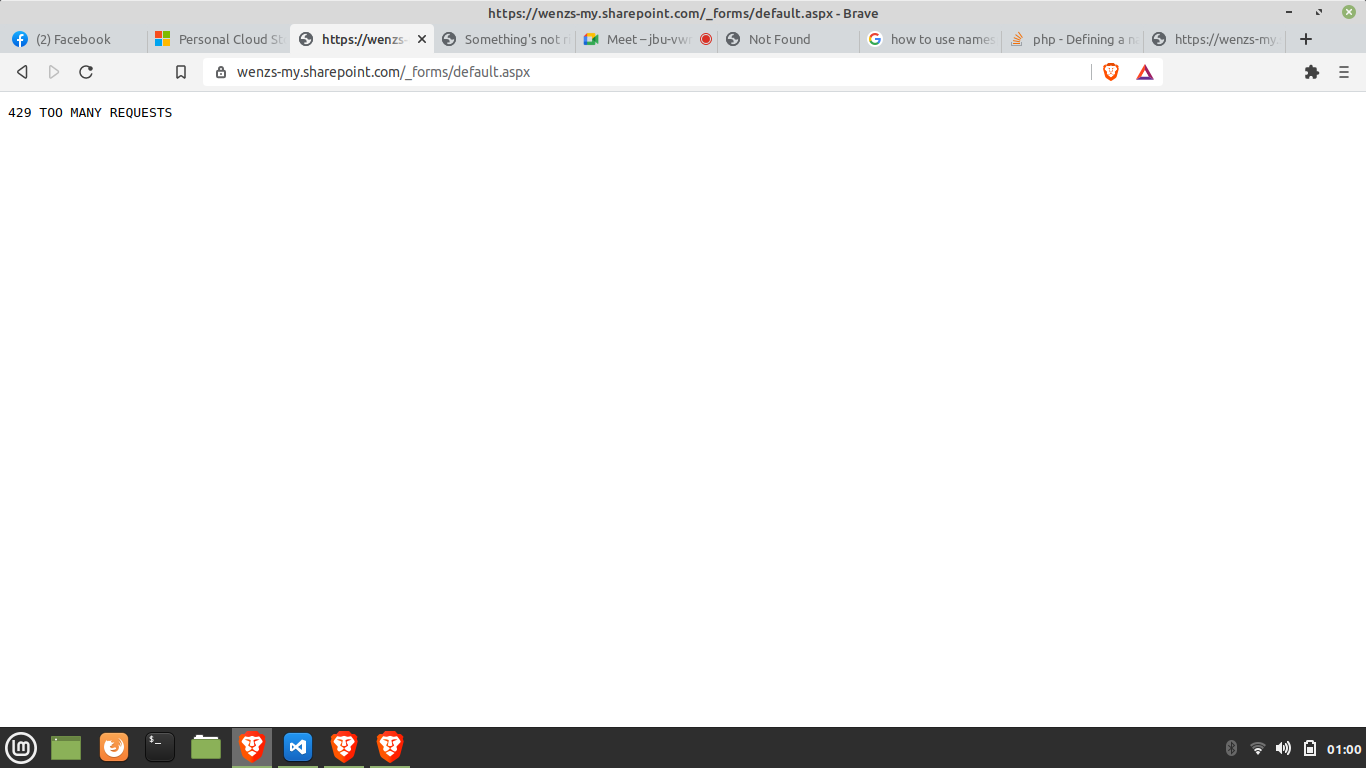 https://wenzs-my.sharepoint.com/_forms/default.aspx - Brave
(2) Facebook
Personal Cloud St
https://wenzs-
Something's not ri
Meet – jbu-vwr
Not Found
how to use names
php - Defining a na
https://wenzs-my.
wenzs-my.sharepoint.com/_forms/default.aspx
429 TOO MANY REQUESTS
$_
01:00